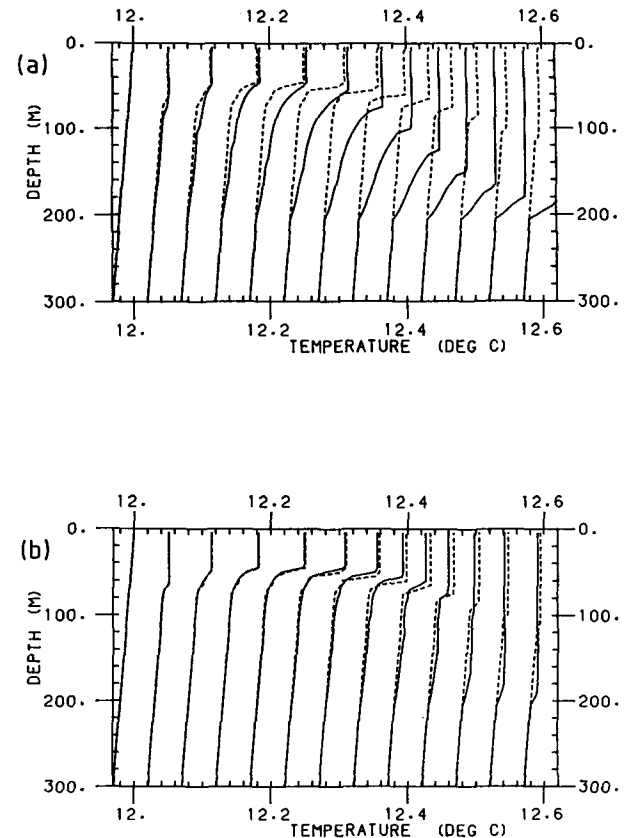 12. 12.2 12.4 12.6
(a)
0. 0.
100. 100.
DEPTH (M)
200. 200.
300. 300.
12. 12.2 12.4 12.6
TEMPERATURE (DEG C)
12. 12.2 12.4 12.6
(b)
0. 0.
100. 100.
DEPTH (M)
200. 200.
300. 300.
12. 12.2 12.4 12.6
TEMPERATURE (DEG C)